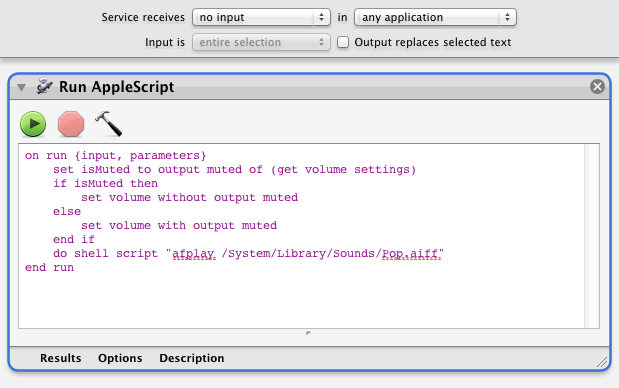 Service receives no input in any application
Input is entire selection Output replaces selected text
Run AppleScript
on run {input, parameters}
    set isMuted to output muted of (get volume settings)
    if isMuted then
        set volume without output muted
    else
        set volume with output muted
    end if
    do shell script "afplay /System/Library/Sounds/Pop.aiff"
end run
Results Options Description